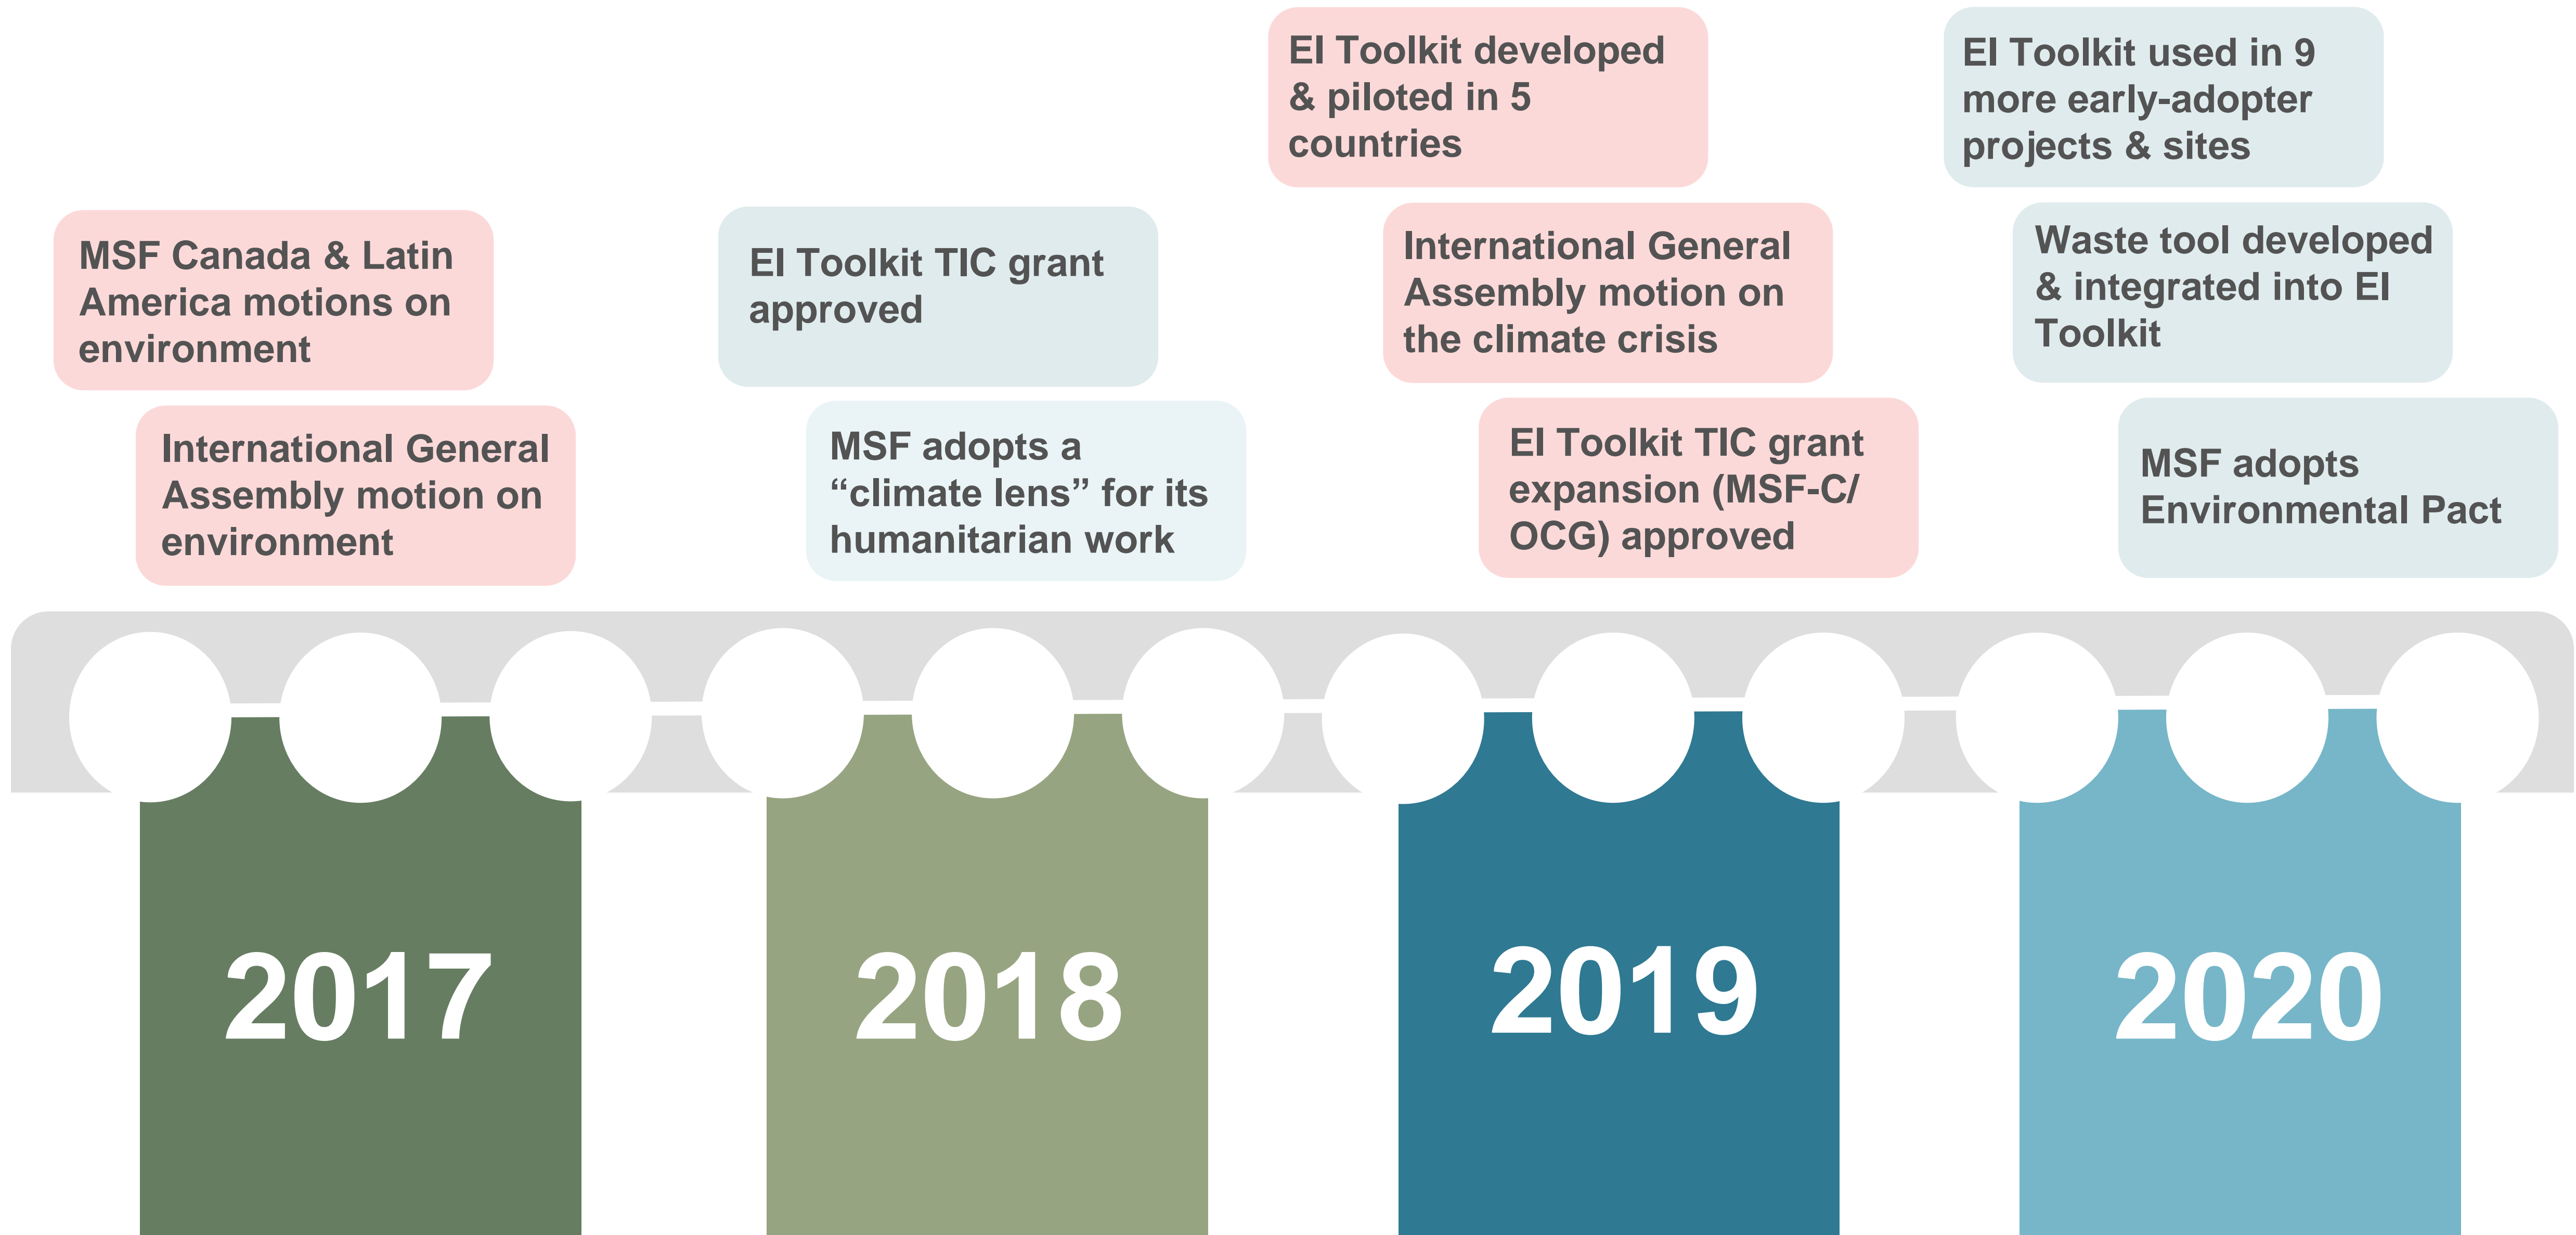 MSF Canada & Latin
America motions on
environment
International General
Assembly motion on
environment
EI Toolkit TIC grant
approved
MSF adopts a
“climate lens” for its
humanitarian work
EI Toolkit developed
& piloted in 5
countries
International General
Assembly motion on
the climate crisis
EI Toolkit TIC grant
expansion (MSF-C/
OCG) approved
EI Toolkit used in 9
more early-adopter
projects & sites
Waste tool developed
& integrated into EI
Toolkit
MSF adopts
Environmental Pact
2017
2018
2019
2020